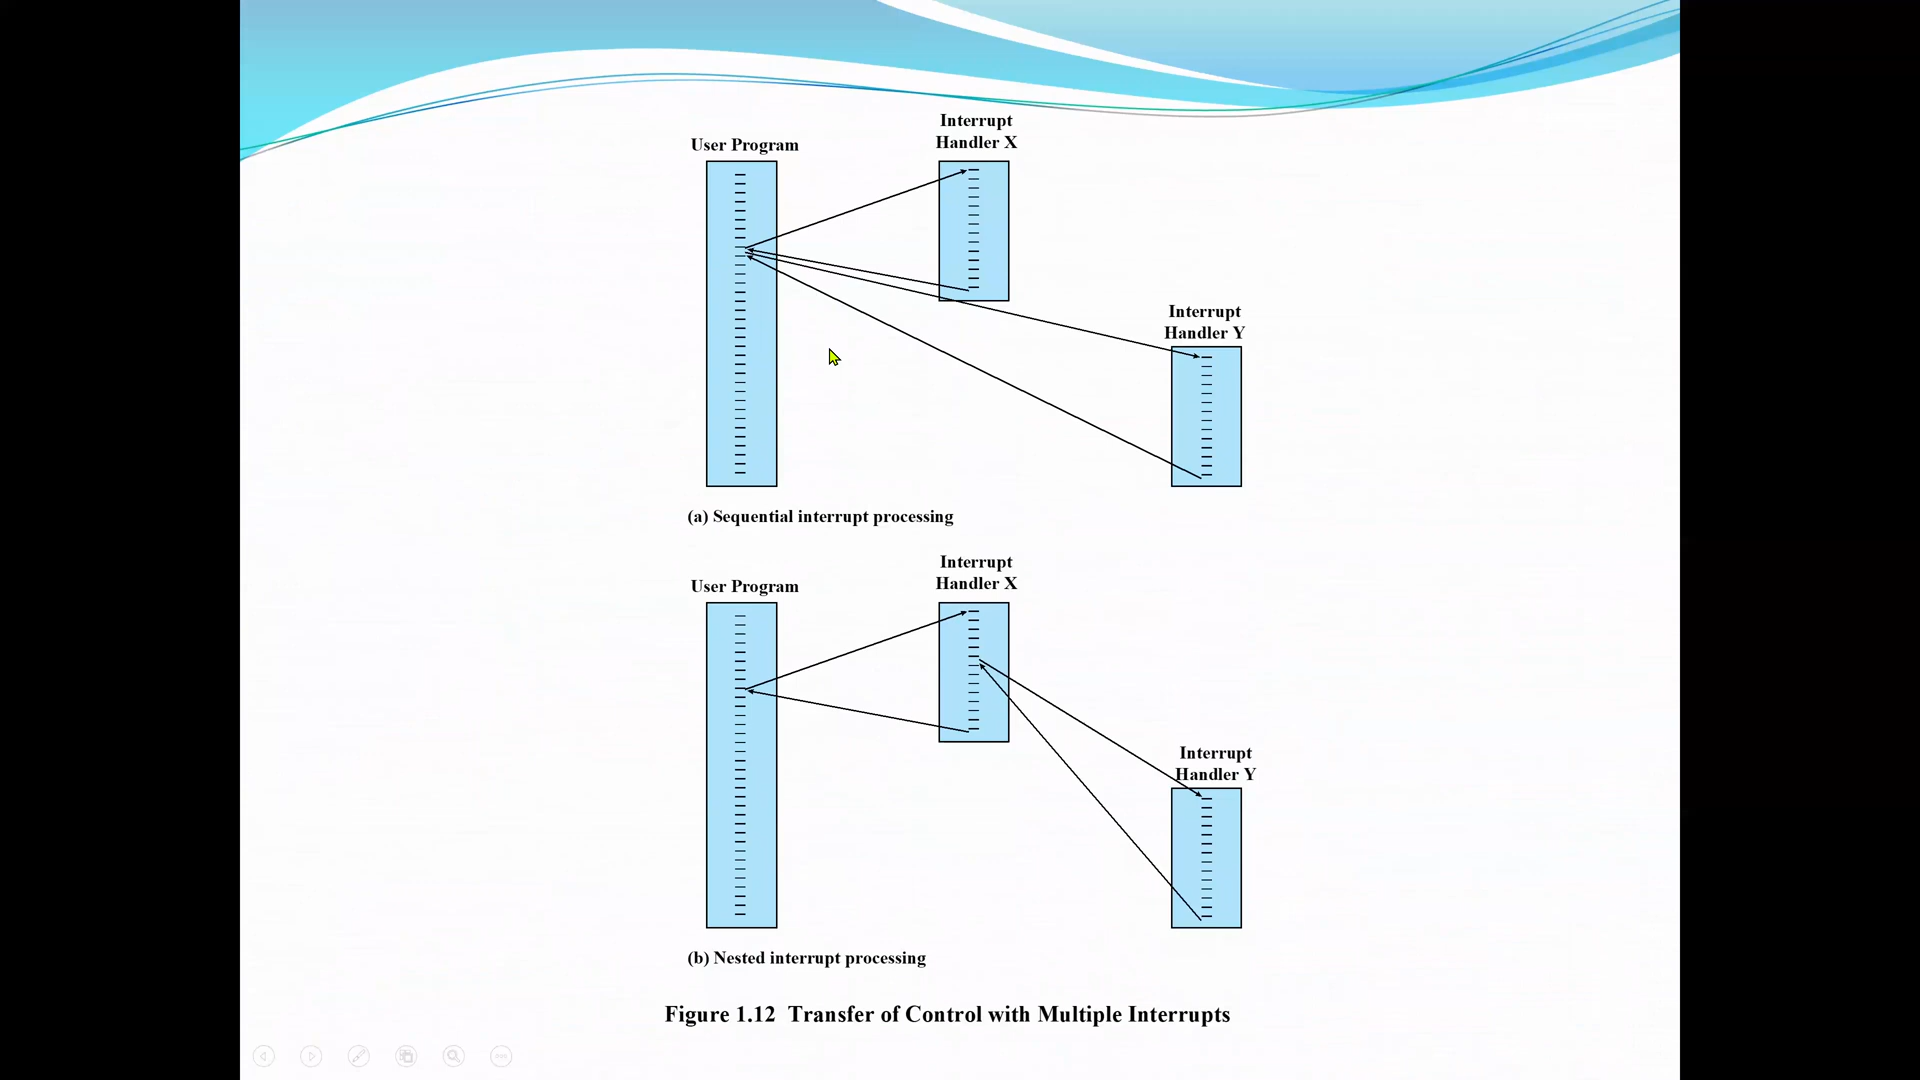 Interrupt
Handler X
User Program
Interrupt
Handler Y
(a) Sequential interrupt processing
Interrupt
Handler X
User Program
Interrupt
Handler Y
(b) Nested interrupt processing
Figure 1.12 Transfer of Control with Multiple Interrupts